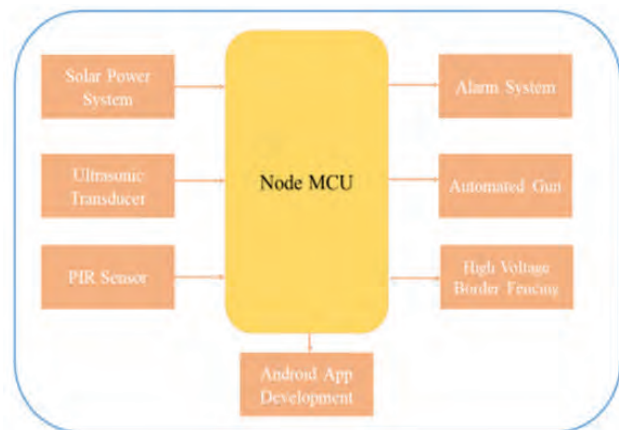 Solar Power
System
Ultrasonic
Transducer
PIR Sensor
Node MCU
Alarm System
Automated Gun
High Voltage
Border Fencing
Android App
Development